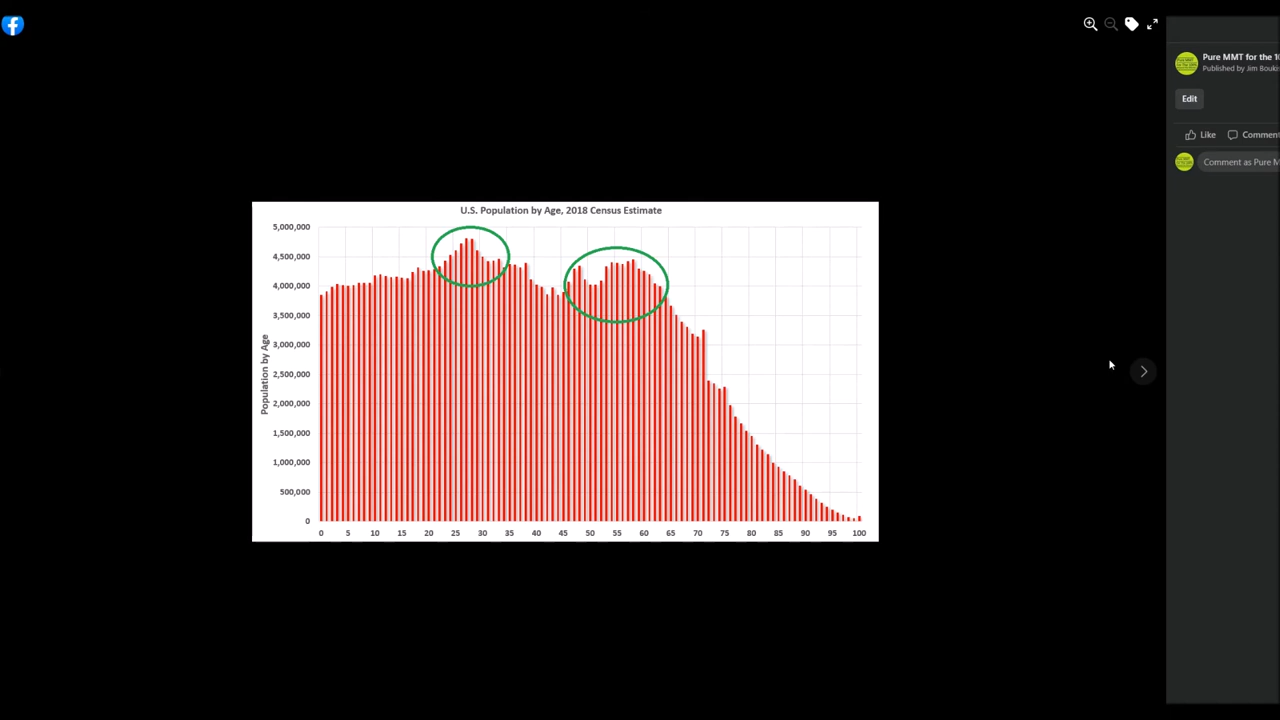 Pure MMT for the 10
Published by Jim Bouki
Edit
Like Comment
Comment as Pure M
U.S. Population by Age, 2018 Census Estimate
Population by Age
5,000,000
4,500,000
4,000,000
3,500,000
3,000,000
2,500,000
2,000,000
1,500,000
1,000,000
500,000
0
0 5 10 15 20 25 30 35 40 45 50 55 60 65 70 75 80 85 90 95 100